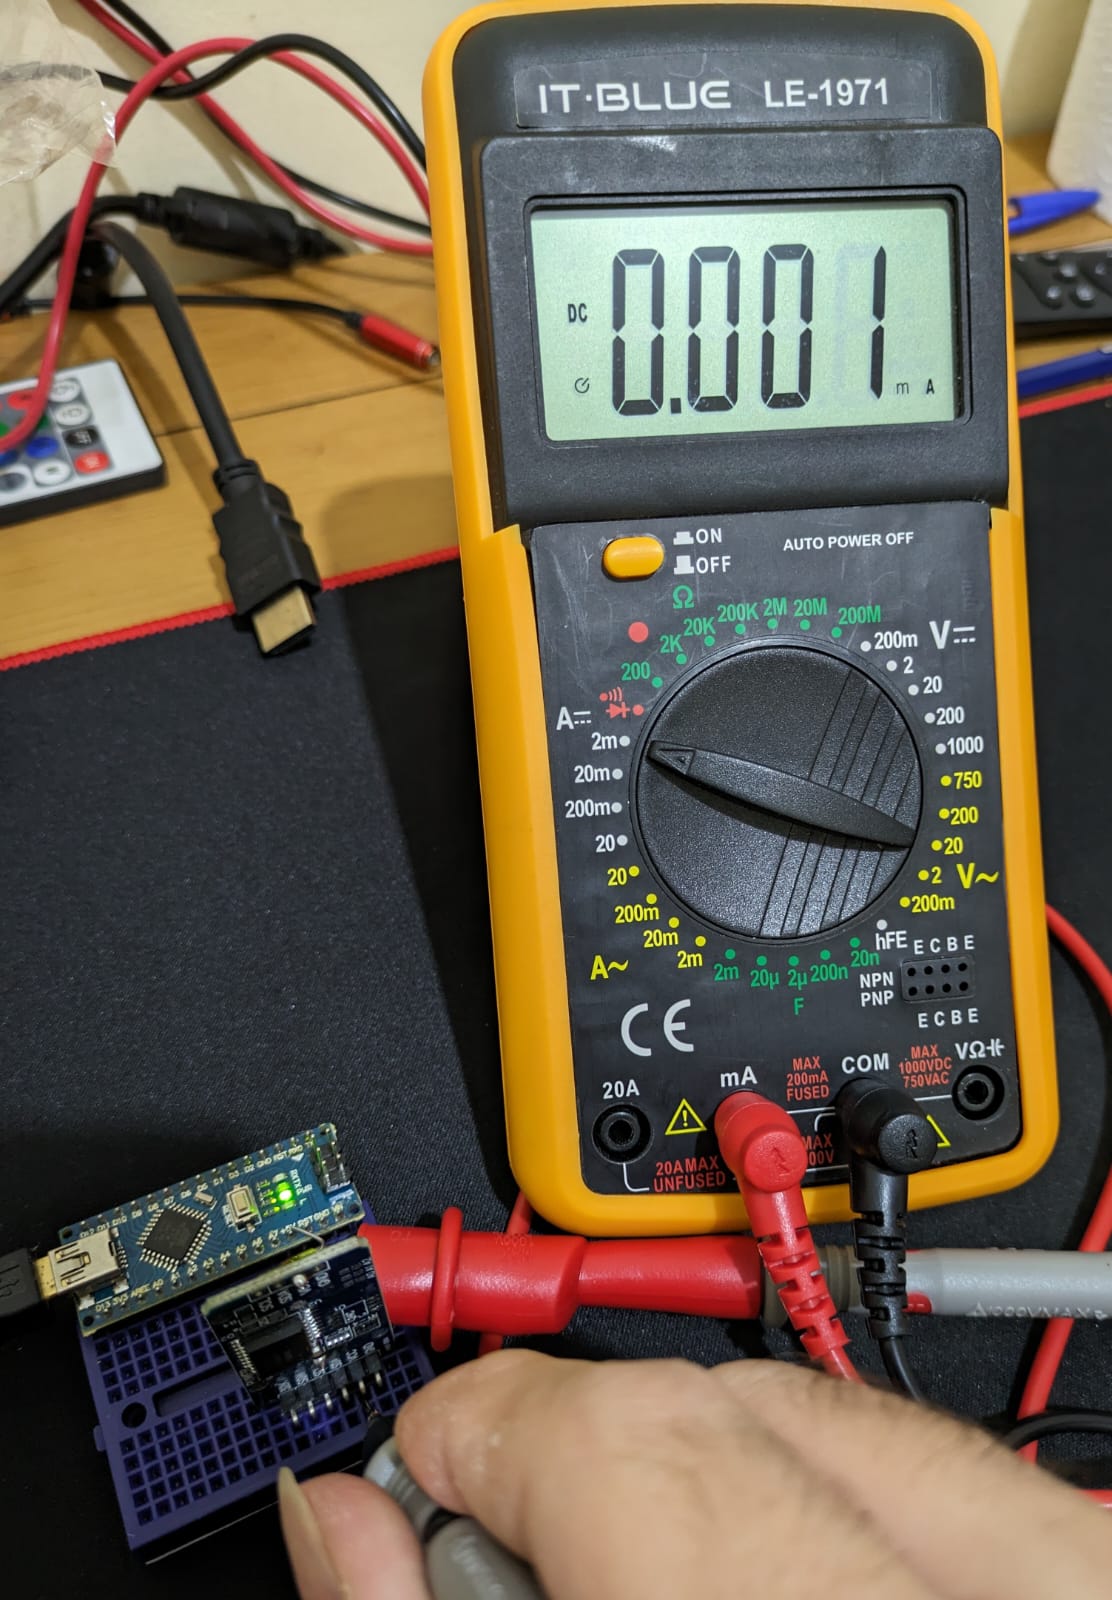 IT·BLUE LE-1971
DC 0.001 mA
ON
OFF
AUTO POWER OFF
Ω
200
2K
20K
200K
2M
20M
200M
V
200m
2
20
200
1000
750
200
20
2 V~
200m
A
2m
20m
200m
20
20
200m
20m
2m
A~
2m
20µ
2µ
200n
20n
F
hFE
E C B E
NPN
PNP
E C B E
CE
20A
mA
MAX
200mA
FUSED
COM
MAX
1000VDC
750VAC
VΩ
20A MAX
UNFUSED
MAX